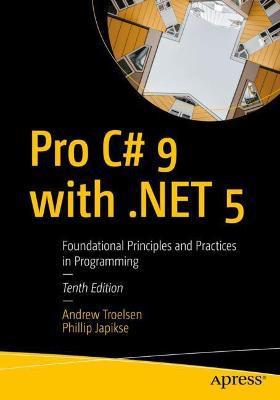 Pro C# 9
with .NET 5
Foundational Principles and Practices
in Programming
—
Tenth Edition
—
Andrew Troelsen
Phillip Japikse
Apress®